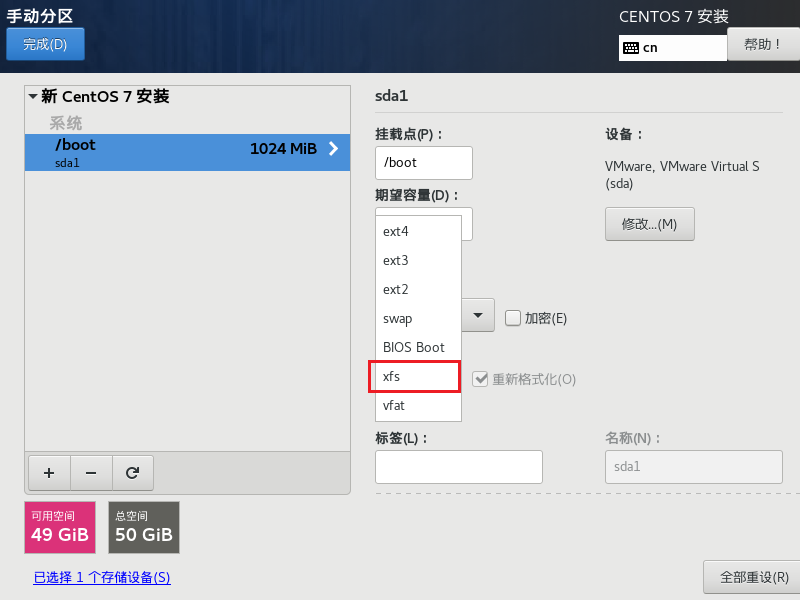 手动分区
CENTOS 7 安装
完成(D)
cn
帮助！
新 CentOS 7 安装
系统
/boot
1024 MiB
sda1
sda1
挂载点(P)：
设备：
/boot
VMware, VMware Virtual S
(sda)
期望容量(D)：
修改...(M)
ext4
ext3
ext2
swap
加密(E)
BIOS Boot
xfs
重新格式化(O)
vfat
标签(L)：
名称(N)：
sda1
可用空间
49 GiB
总空间
50 GiB
已选择 1 个存储设备(S)
全部重设(R)